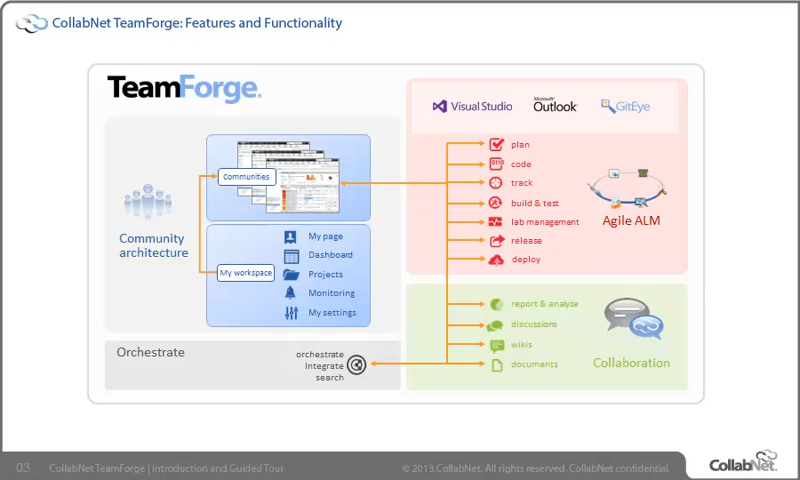 CollabNet TeamForge: Features and Functionality
TeamForge.
Communities
Community
architecture
My workspace
My page
Dashboard
Projects
Monitoring
My settings
Orchestrate
orchestrate
Integrate
search
Visual Studio
Microsoft
Outlook
GitEye
plan
code
track
build & test
lab management
release
deploy
Agile ALM
report & analyze
discussions
wikis
documents
Collaboration
03 CollabNet TeamForge | Introduction and Guided Tour
© 2013 CollabNet. All rights reserved. CollabNet confidential.
CollabNet.